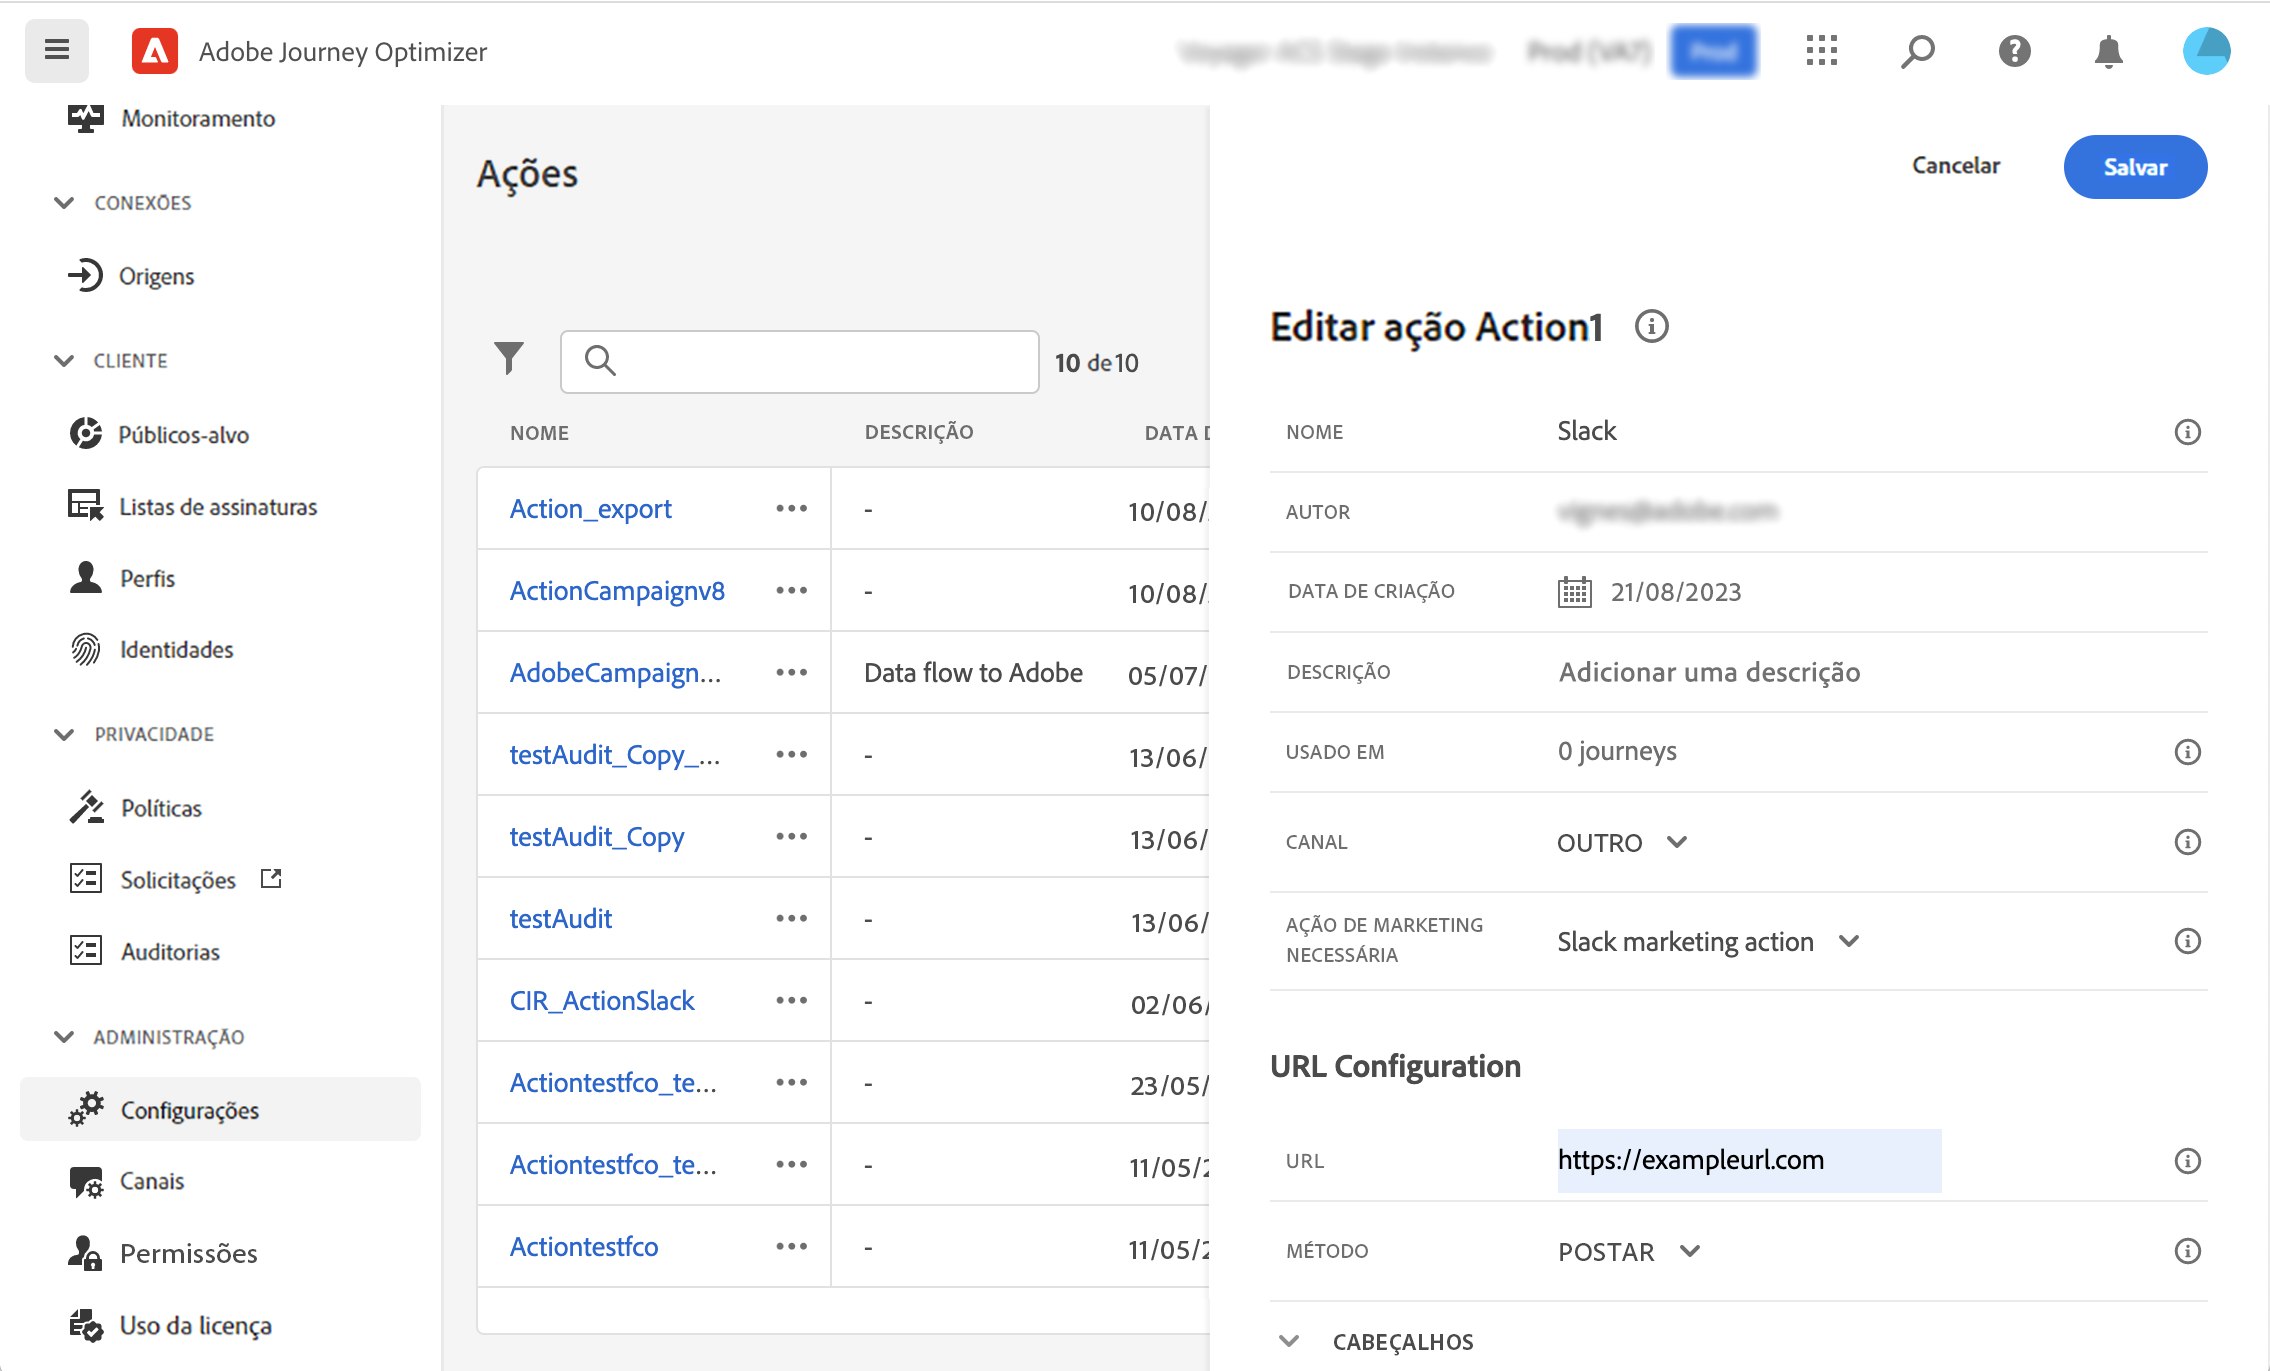 Adobe Journey Optimizer
Prod (VA7)
Prod
Monitoramento
CONEXÕES
Origens
CLIENTE
Públicos-alvo
Listas de assinaturas
Perfis
Identidades
PRIVACIDADE
Políticas
Solicitações
Auditorias
ADMINISTRAÇÃO
Configurações
Canais
Permissões
Uso da licença
Ações
10 de10
NOME DESCRIÇÃO DATA D
Action_export ••• - 10/08/
ActionCampaignv8 ••• - 10/08/
AdobeCampaign... ••• Data flow to Adobe 05/07/
testAudit_Copy_... ••• - 13/06/
testAudit_Copy ••• - 13/06/
testAudit ••• - 13/06/
CIR_ActionSlack ••• - 02/06/
Actiontestfco_te... ••• - 23/05/
Actiontestfco_te... ••• - 11/05/2
Actiontestfco ••• - 11/05/2
Cancelar
Salvar
Editar ação Action1
NOME Slack
AUTOR
DATA DE CRIAÇÃO 21/08/2023
DESCRIÇÃO Adicionar uma descrição
USADO EM 0 journeys
CANAL OUTRO
AÇÃO DE MARKETING
NECESSÁRIA
Slack marketing action
URL Configuration
URL https://exampleurl.com
MÉTODO POSTAR
CABEÇALHOS